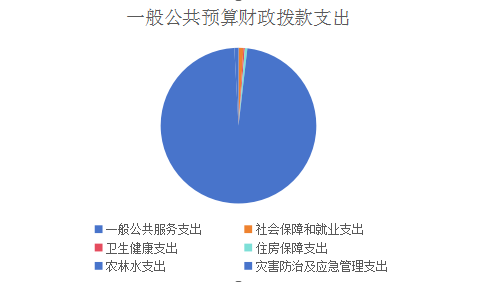 一般公共预算财政拨款支出
一般公共服务支出 社会保障和就业支出
卫生健康支出 住房保障支出
农林水支出 灾害防治及应急管理支出